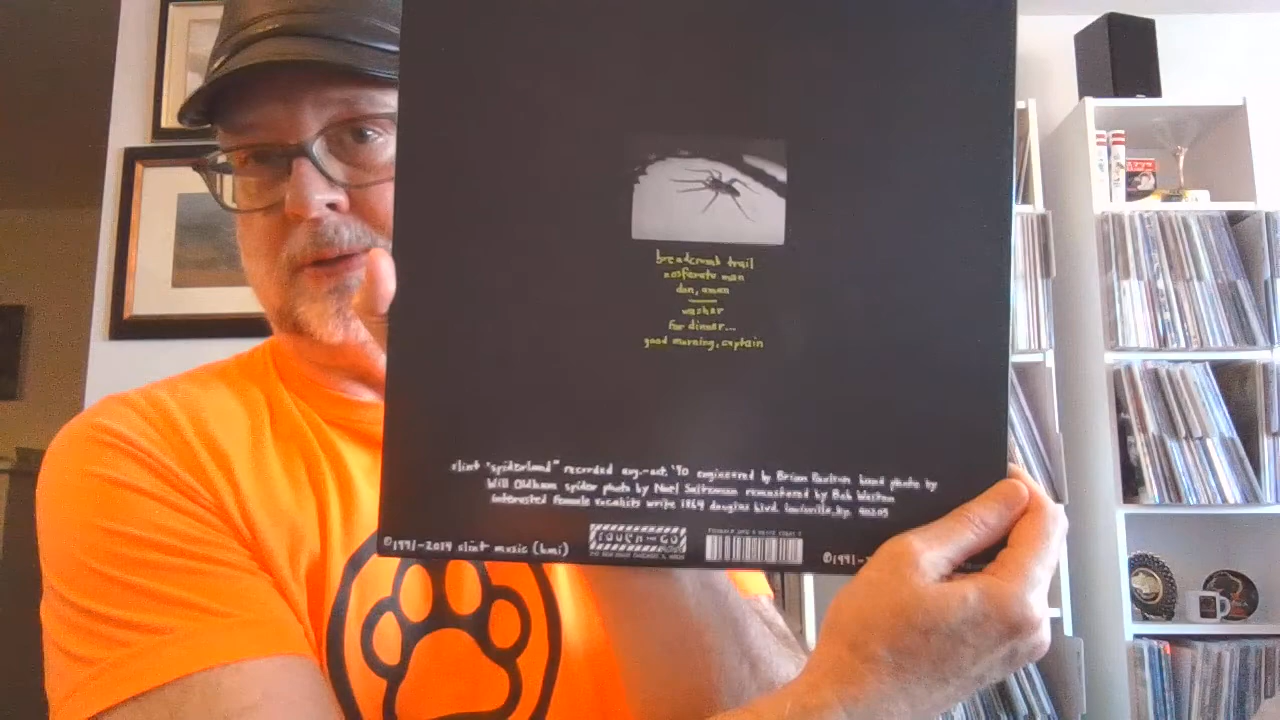 breadcrumb trail
nosferatu man
don, aman
washer
for dinner...
good morning, captain
slint "spiderland" recorded aug.-oct. '90 engineered by Brian Paulson band photo by
Will Oldham spider photo by Noel Saltzman remastered by Bob Weston
interested female vocalists write 1864 douglas blvd. louisville, ky. 40205
©1991-2014 slint music (bmi)
TOUCH AND GO
©1991-